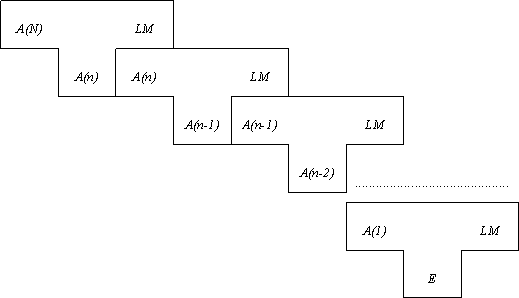 A(N) LM
A(n) A(n) LM
A(n-1) A(n-1) LM
A(n-2)
A(1) LM
E